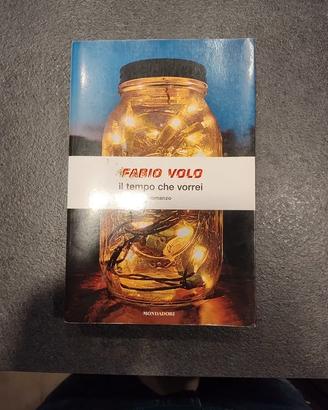 FABIO VOLO
il tempo che vorrei
romanzo
MONDADORI